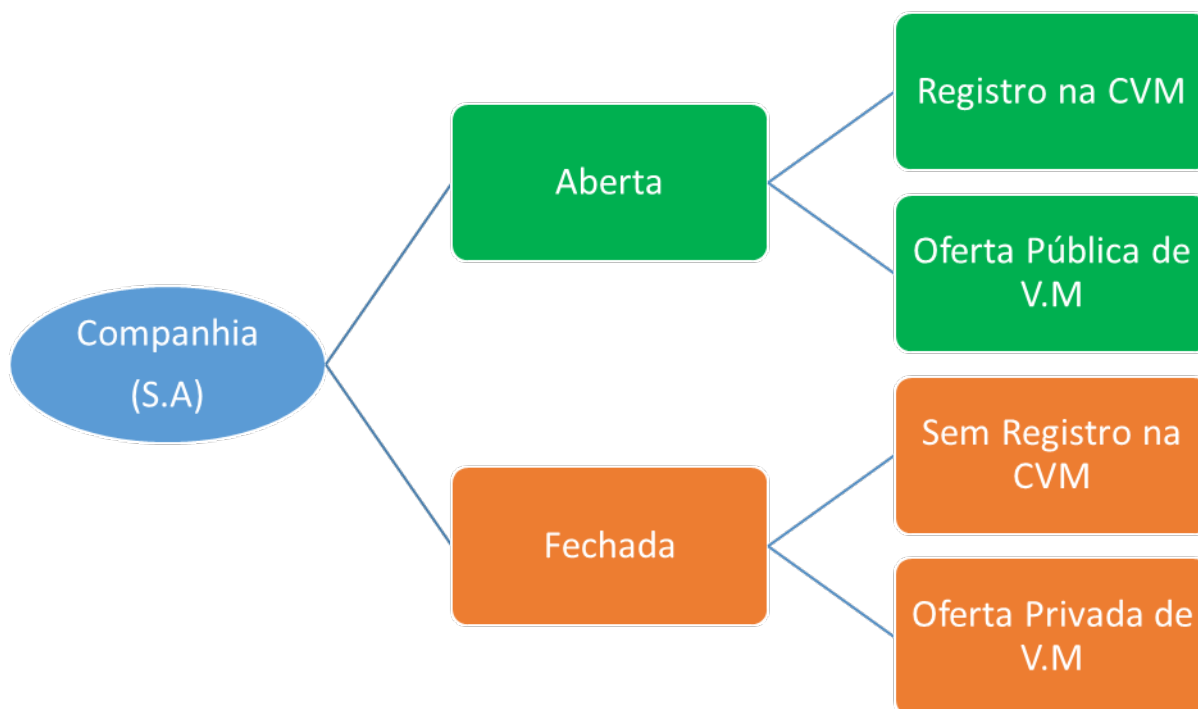 Companhia
(S.A)
Aberta
Registro na CVM
Oferta Pública de
V.M
Fechada
Sem Registro na
CVM
Oferta Privada de
V.M